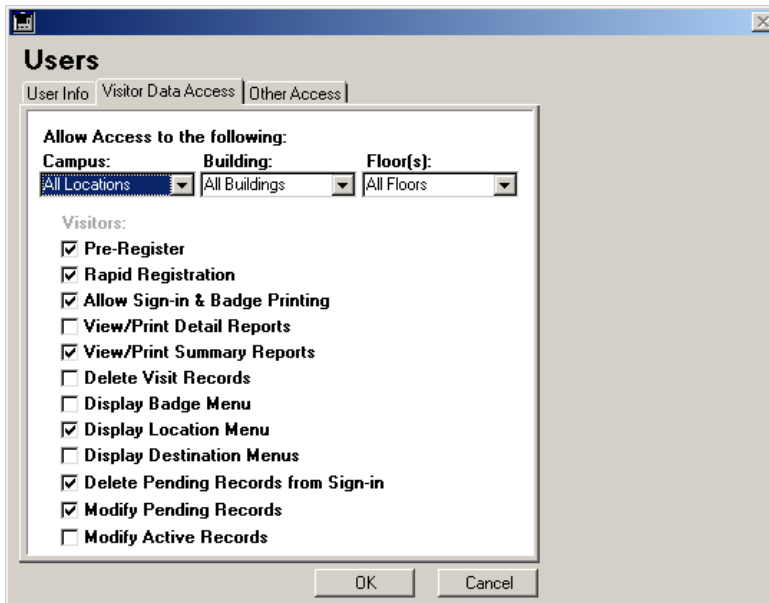 Users
User Info Visitor Data Access Other Access
Allow Access to the following:
Campus: Building: Floor(s):
All Locations All Buildings All Floors
Visitors:
Pre-Register
Rapid Registration
Allow Sign-in & Badge Printing
View/Print Detail Reports
View/Print Summary Reports
Delete Visit Records
Display Badge Menu
Display Location Menu
Display Destination Menus
Delete Pending Records from Sign-in
Modify Pending Records
Modify Active Records
OK Cancel